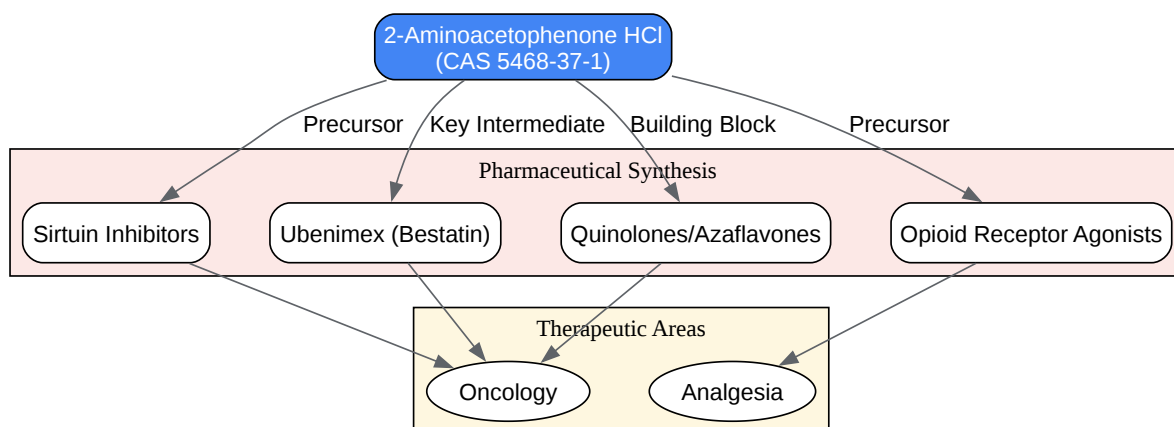 2-Aminoacetophenone HCl
(CAS 5468-37-1)
Precursor
Key Intermediate
Building Block
Precursor
Pharmaceutical Synthesis
Sirtuin Inhibitors
Ubenimex (Bestatin)
Quinolones/Azaflavones
Opioid Receptor Agonists
Therapeutic Areas
Oncology
Analgesia